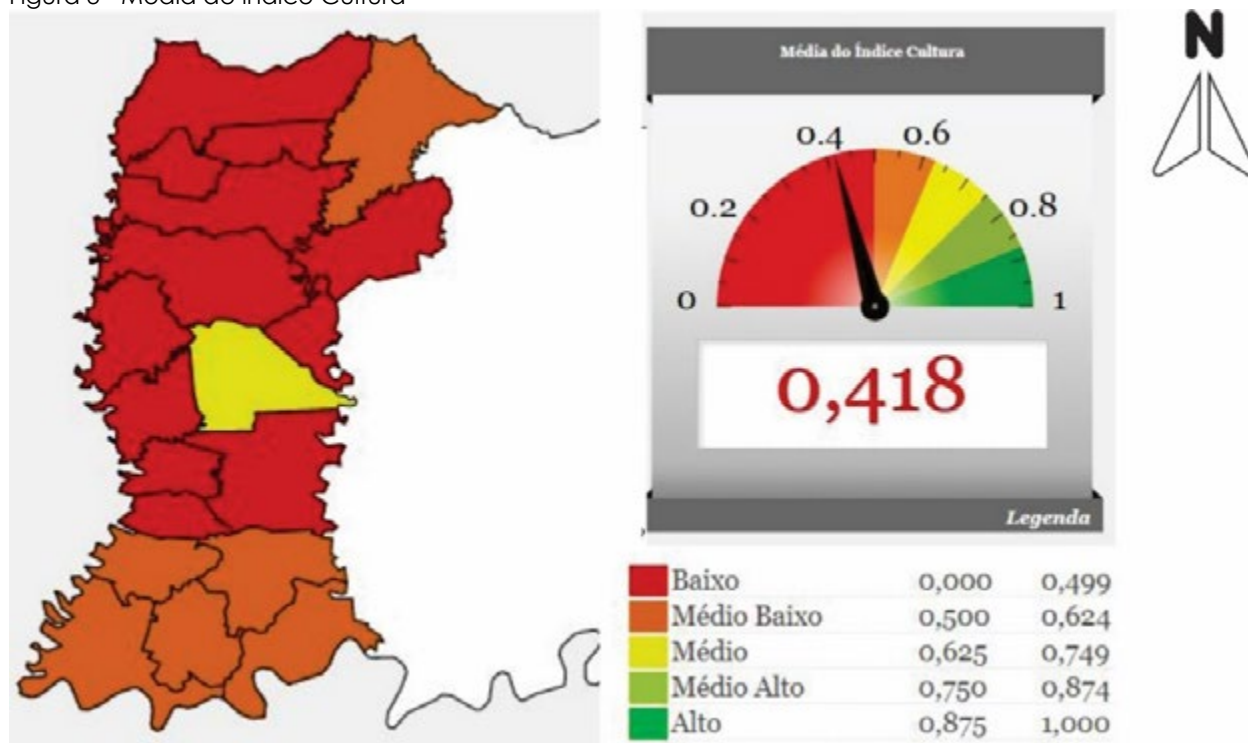 Média do Índice Cultura
N
0.4 0.6
0.2 0.8
0 1
0,418
Legenda
Baixo 0,000 0,499
Médio Baixo 0,500 0,624
Médio 0,625 0,749
Médio Alto 0,750 0,874
Alto 0,875 1,000